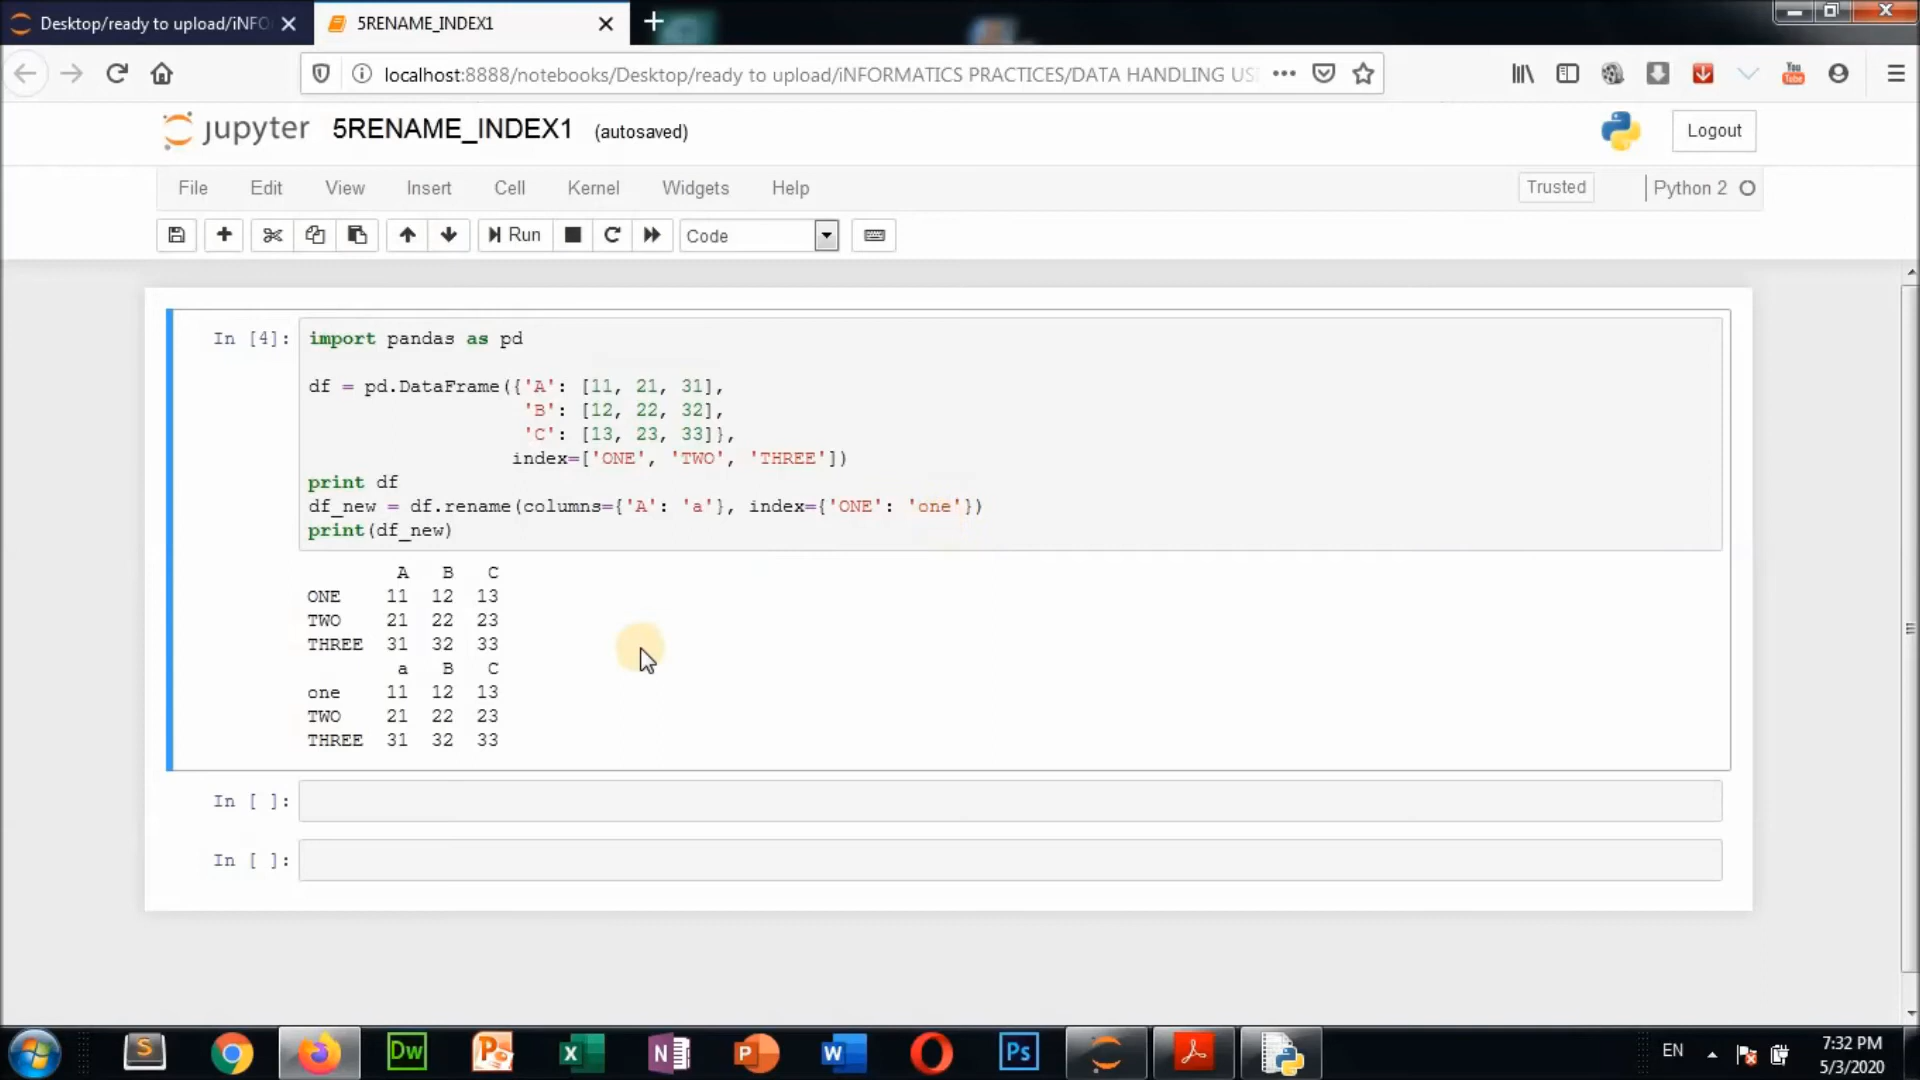 Desktop/ready to upload/iNFO
5RENAME_INDEX1
localhost:8888/notebooks/Desktop/ready to upload/iNFORMATICS PRACTICES/DATA HANDLING US
You
Tube
jupyter 5RENAME_INDEX1 (autosaved)
Logout
File Edit View Insert Cell Kernel Widgets Help
Trusted
Python 2
Run
Code
In [4]:
import pandas as pd
df = pd.DataFrame({'A': [11, 21, 31],
'B': [12, 22, 32],
'C': [13, 23, 33]},
index=['ONE', 'TWO', 'THREE'])
print df
df_new = df.rename(columns={'A': 'a'}, index={'ONE': 'one'})
print(df_new)
A B C
ONE 11 12 13
TWO 21 22 23
THREE 31 32 33
a B C
one 11 12 13
TWO 21 22 23
THREE 31 32 33
In [ ]:
In [ ]:
S
Dw
Po
X
N
P
W
Ps
EN
7:32 PM
5/3/2020